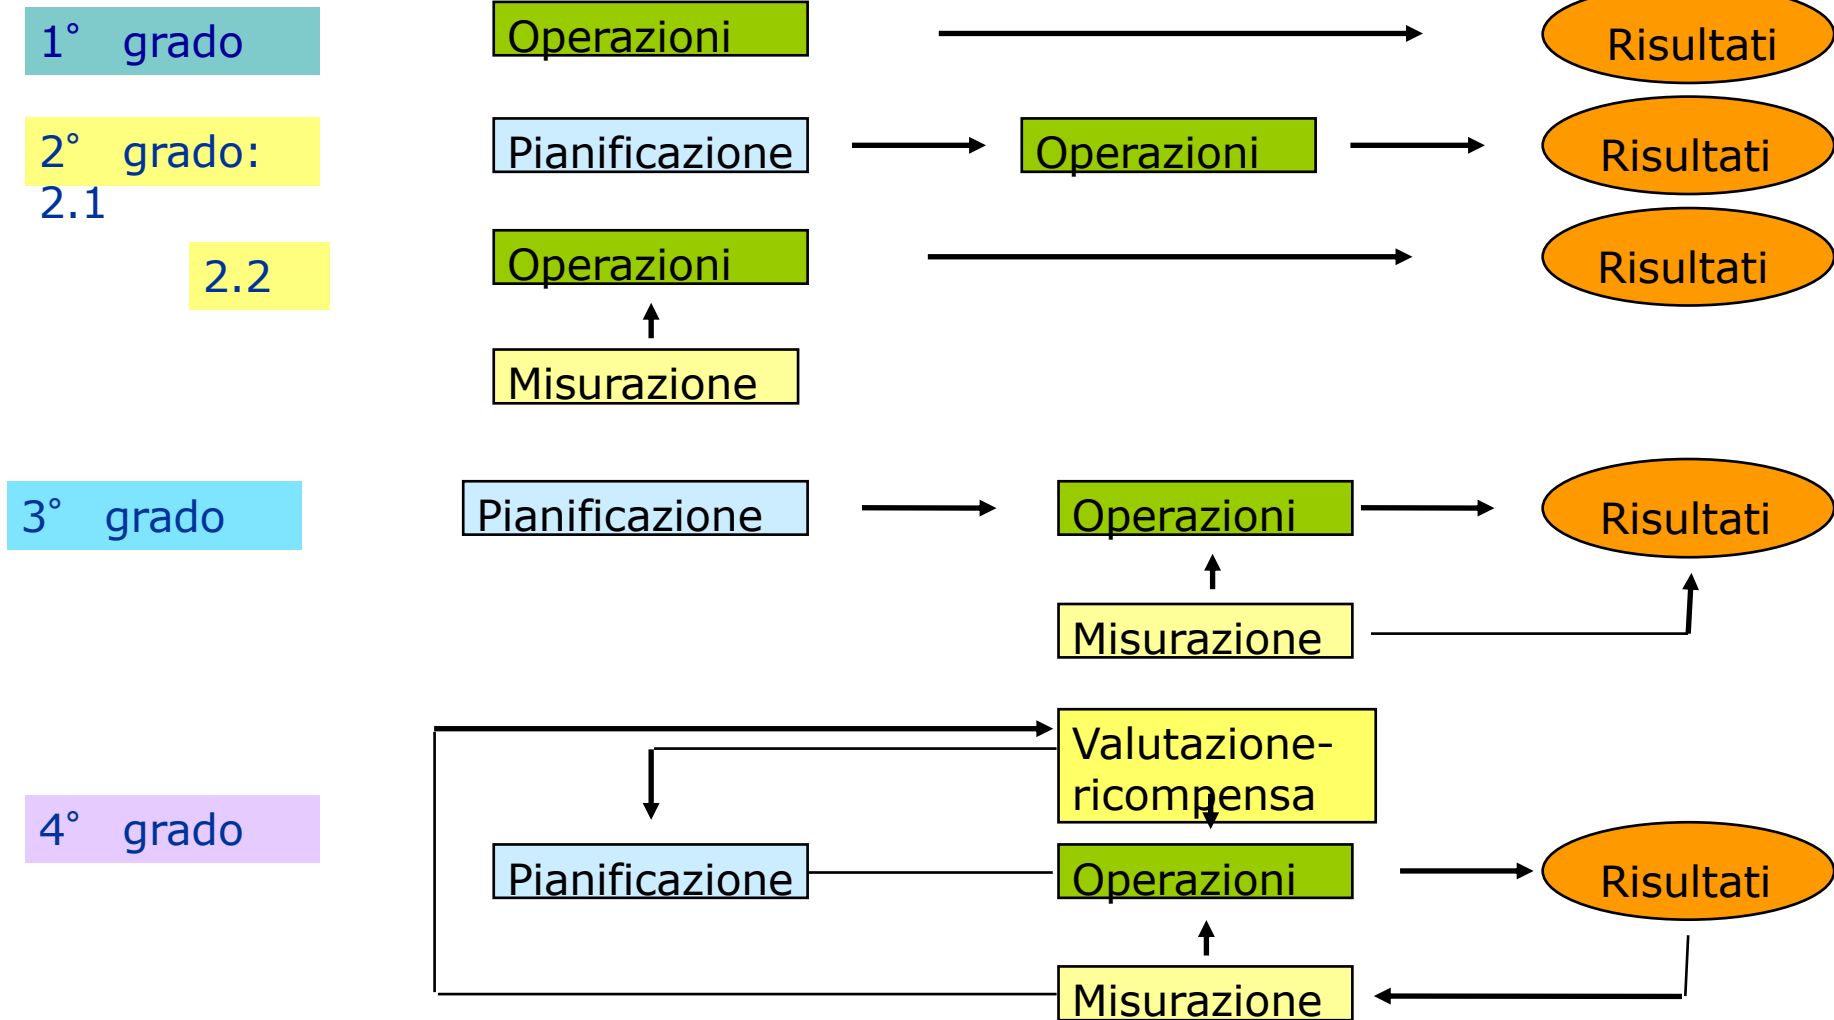 1° grado
Operazioni
Risultati
2° grado:
2.1
Pianificazione
Operazioni
Risultati
2.2
Operazioni
Risultati
Misurazione
3° grado
Pianificazione
Operazioni
Risultati
Misurazione
Valutazione-
ricompensa
4° grado
Pianificazione
Operazioni
Risultati
Misurazione